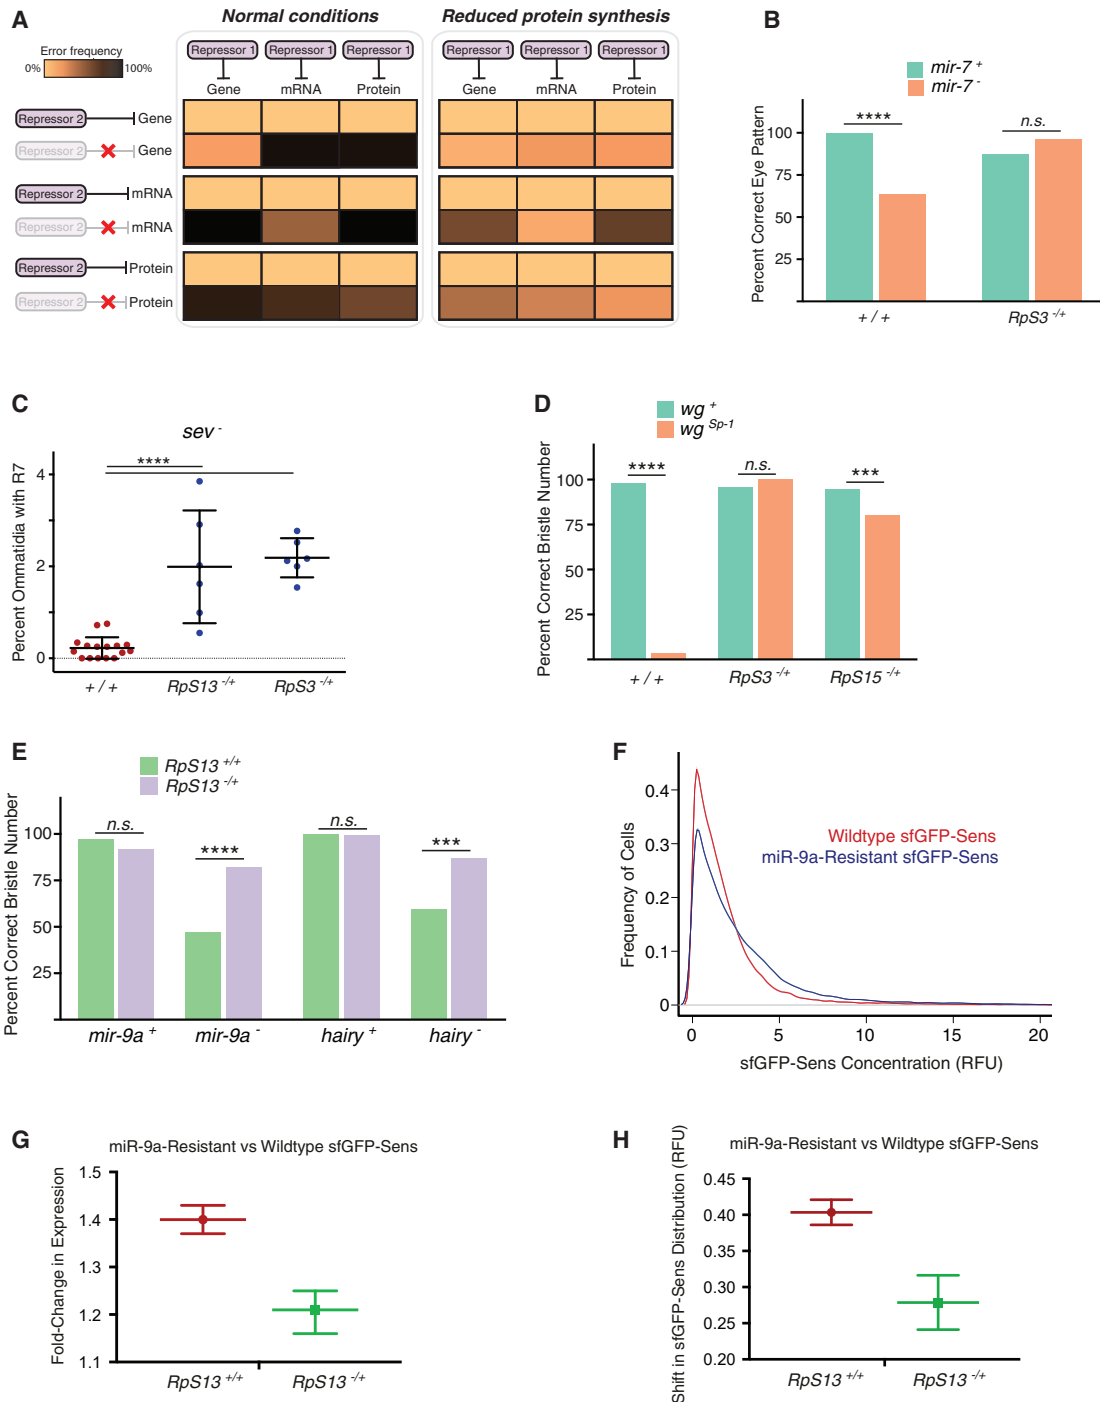 A
Normal conditions
Reduced protein synthesis
Error frequency
0%
100%
Repressor 1
Repressor 1
Repressor 1
Repressor 1
Repressor 1
Repressor 1
Gene
mRNA
Protein
Gene
mRNA
Protein
Repressor 2
Gene
Repressor 2
Gene
Repressor 2
mRNA
Repressor 2
mRNA
Repressor 2
Protein
Repressor 2
Protein
B
mir-7 +
mir-7 -
Percent Correct Eye Pattern
100
75
50
25
****
n.s.
+ / +
RpS3 -/+
C
sev -
Percent Ommatidia with R7
4
2
0
****
+ / +
RpS13 -/+
RpS3 -/+
D
wg +
wg Sp-1
Percent Correct Bristle Number
100
75
50
25
****
n.s.
***
+ / +
RpS3 -/+
RpS15 -/+
E
RpS13 +/+
RpS13 -/+
Percent Correct Bristle Number
100
75
50
25
n.s.
****
n.s.
***
mir-9a +
mir-9a -
hairy +
hairy -
F
Frequency of Cells
0.4
0.3
0.2
0.1
0
Wildtype sfGFP-Sens
miR-9a-Resistant sfGFP-Sens
0
5
10
15
20
sfGFP-Sens Concentration (RFU)
G
miR-9a-Resistant vs Wildtype sfGFP-Sens
Fold-Change in Expression
1.5
1.4
1.3
1.2
1.1
RpS13 +/+
RpS13 -/+
H
miR-9a-Resistant vs Wildtype sfGFP-Sens
Shift in sfGFP-Sens Distribution (RFU)
0.45
0.40
0.35
0.30
0.25
0.20
RpS13 +/+
RpS13 -/+